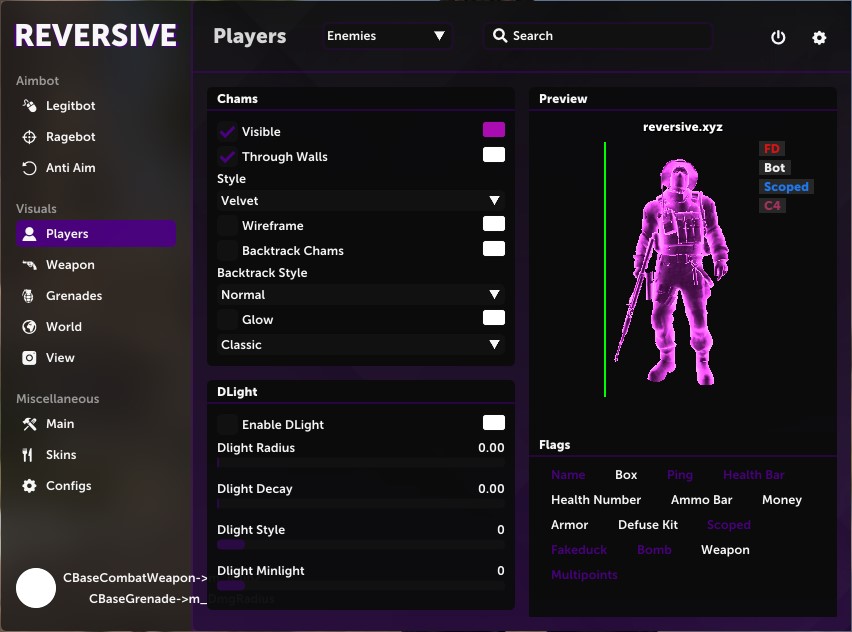 REVERSIVE
Players
Enemies
Search
Aimbot
Legitbot
Ragebot
Anti Aim
Visuals
Players
Weapon
Grenades
World
View
Miscellaneous
Main
Skins
Configs
CBaseCombatWeapon->
CBaseGrenade->m_DmgRadius
Chams
Visible
Through Walls
Style
Velvet
Wireframe
Backtrack Chams
Backtrack Style
Normal
Glow
Classic
DLight
Enable DLight
Dlight Radius 0.00
Dlight Decay 0.00
Dlight Style 0
Dlight Minlight 0
Preview
reversive.xyz
FD
Bot
Scoped
C4
Flags
Name Box Ping Health Bar
Health Number Ammo Bar Money
Armor Defuse Kit Scoped
Fakeduck Bomb Weapon
Multipoints